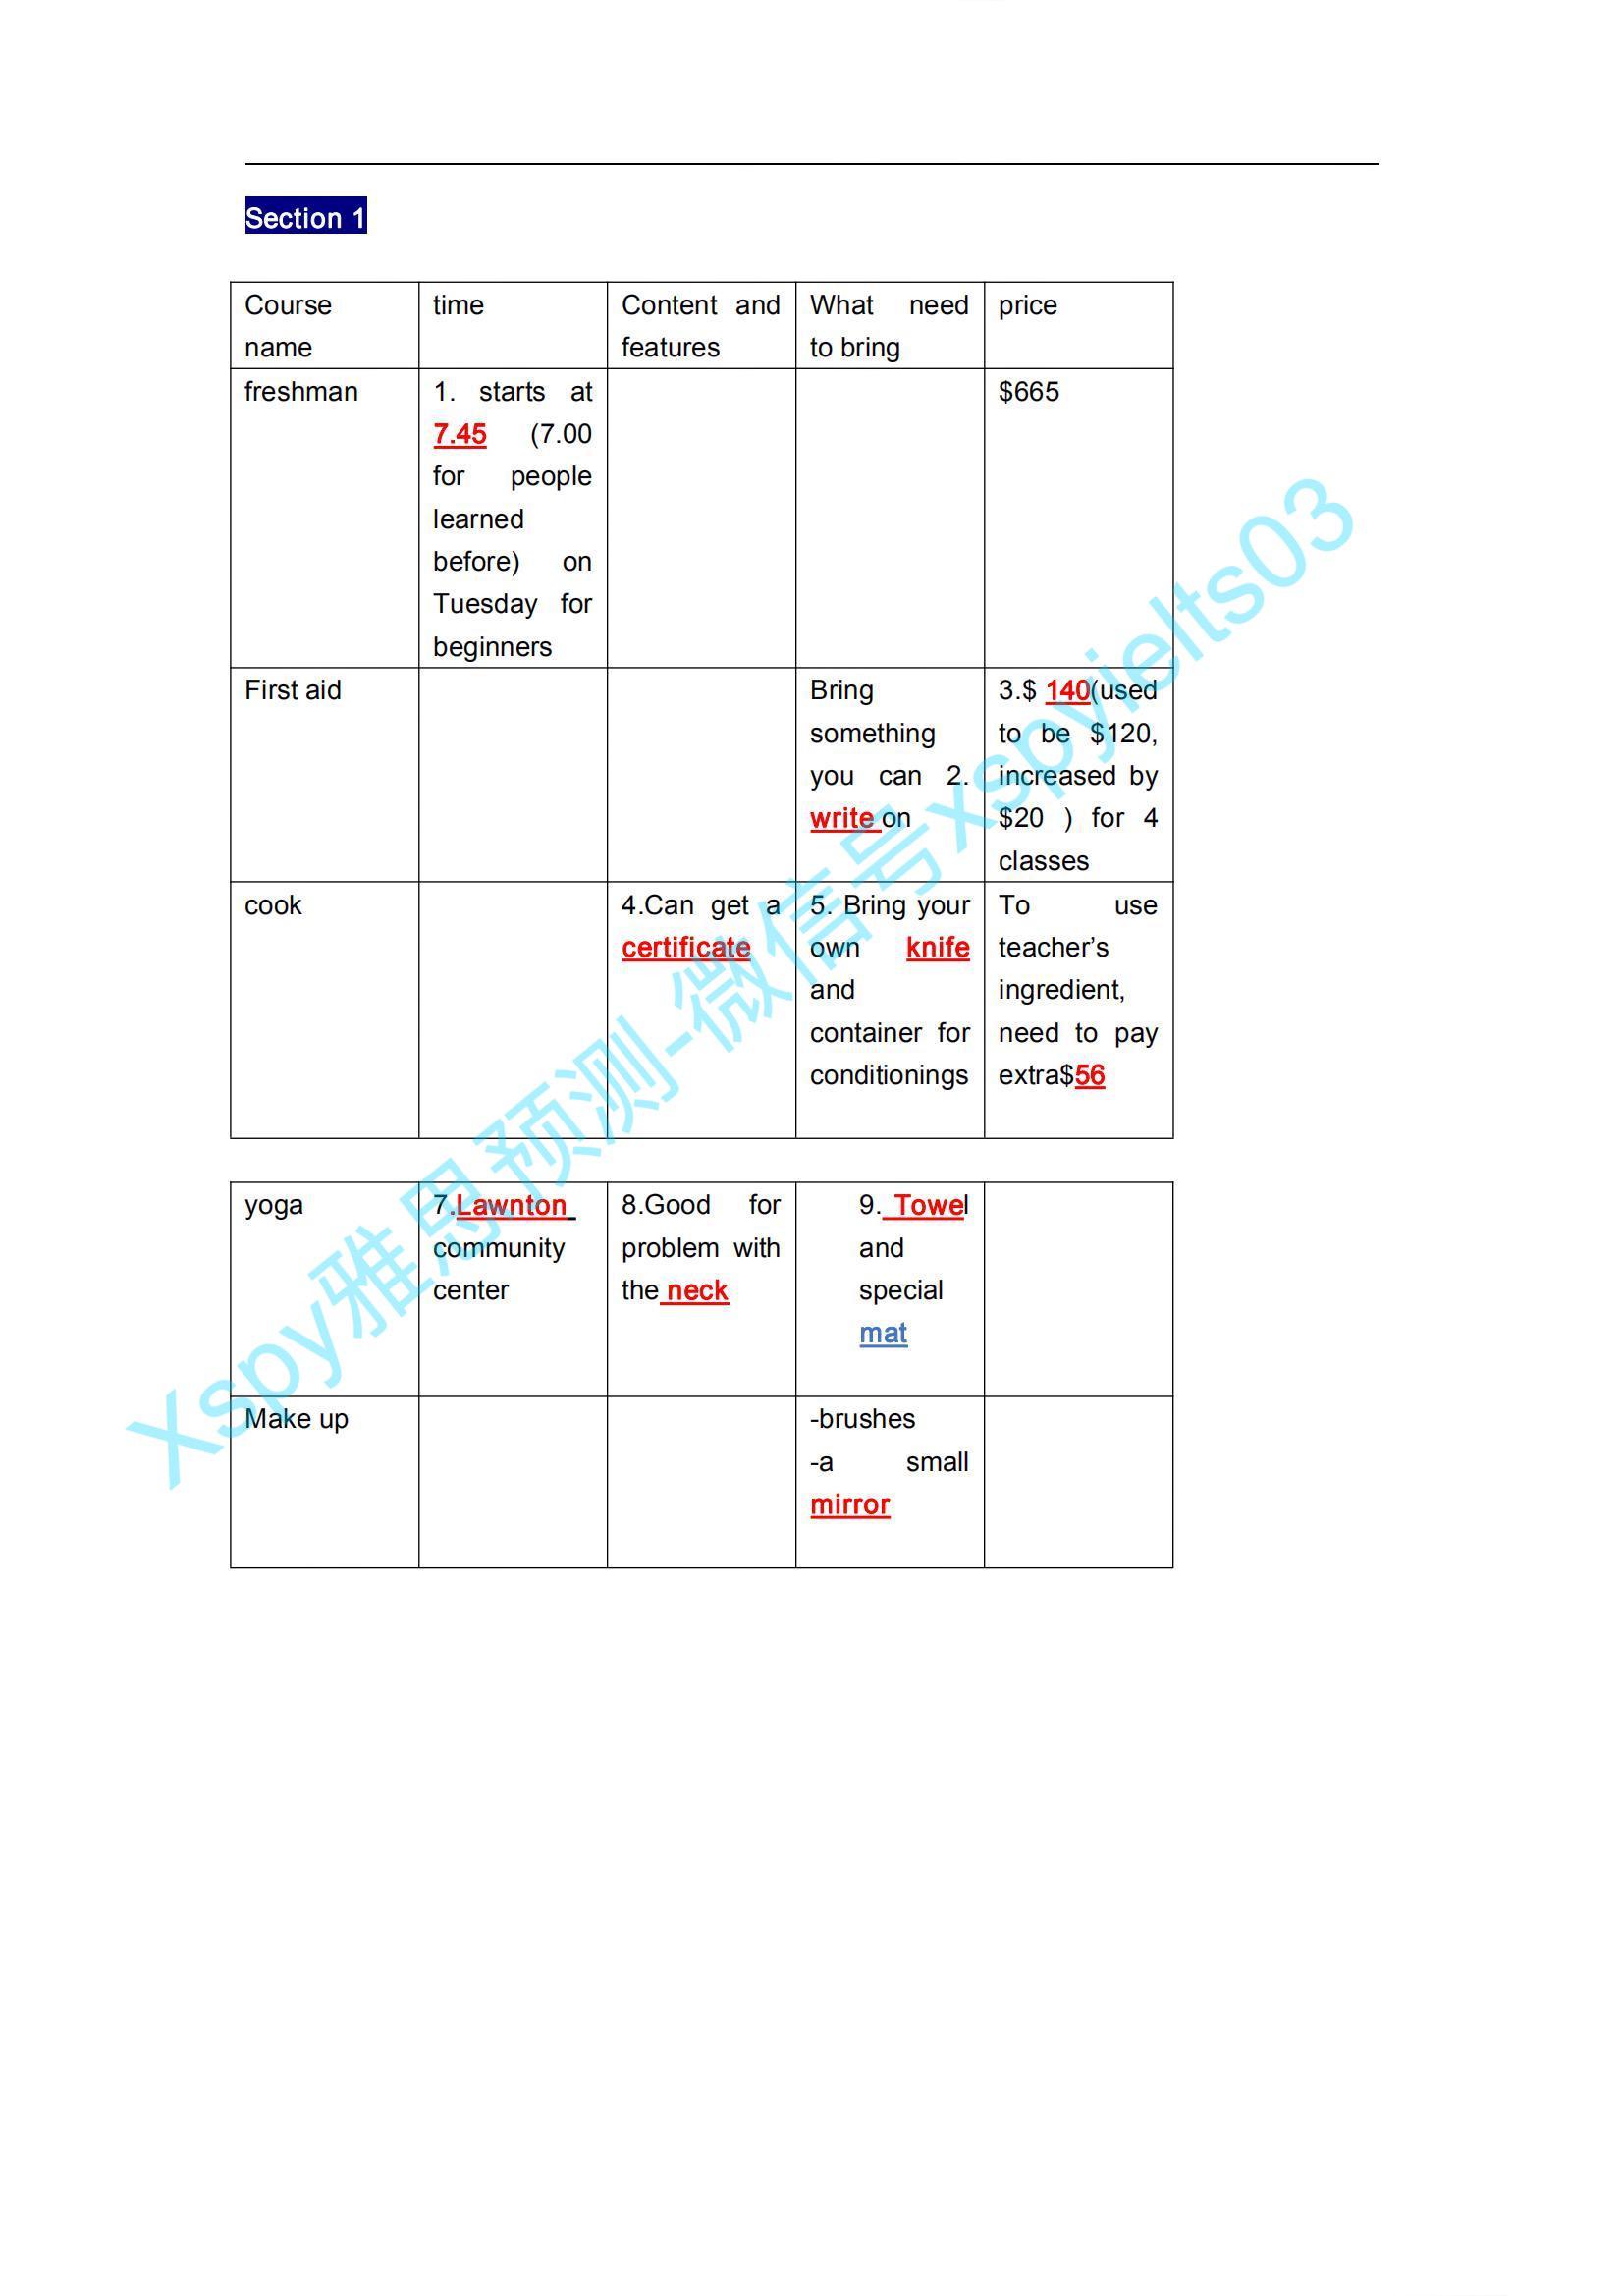 Section 1
Course name
time
Content and features
What need to bring
price
freshman
1. starts at
7.45 (7.00
for people
learned
before) on
Tuesday for
beginners
$665
First aid
Bring
something
you can 2.
write on
3.$ 140(used
to be $120,
increased by
$20 ) for 4
classes
cook
4.Can get a
certificate
5. Bring your
own knife
and
container for
conditionings
To use
teacher’s
ingredient,
need to pay
extra$56
yoga
7.Lawnton
community
center
8.Good for
problem with
the neck
9. Towel
and
special
mat
Make up
-brushes
-a small
mirror
Xspy雅思预测-微信号xspyielts03